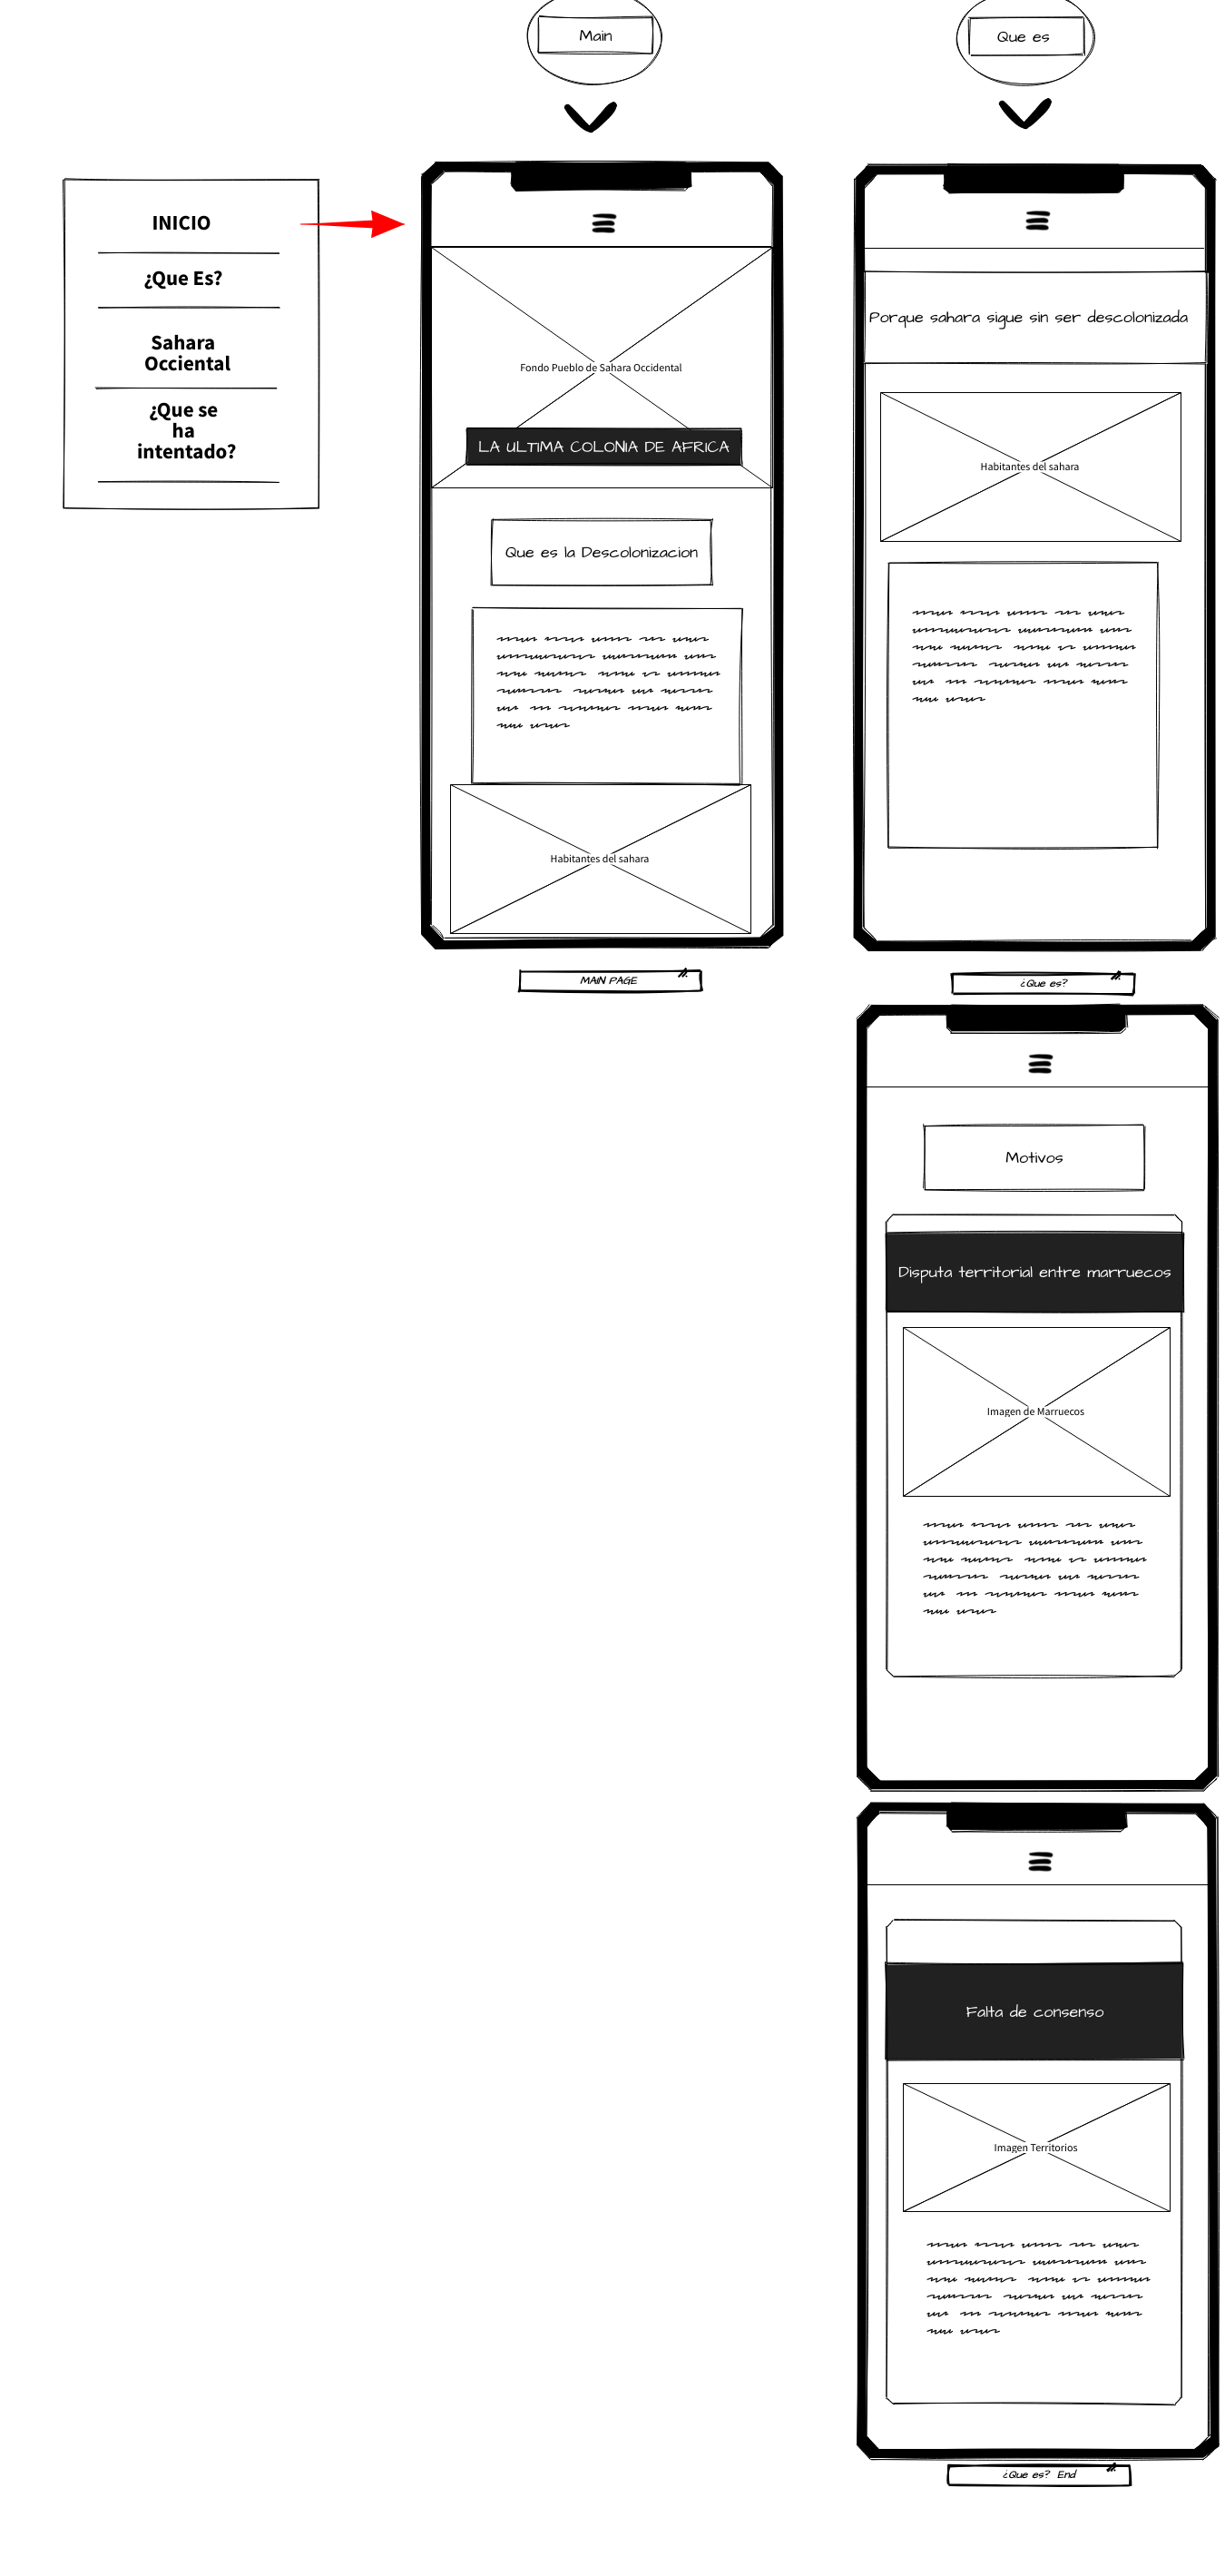 Main
Que es
INICIO
¿Que Es?
Sahara
Occiental
¿Que se
ha
intentado?
Fondo Pueblo de Sahara Occidental
LA ULTIMA COLONIA DE AFRICA
Que es la Descolonizacion
Habitantes del sahara
MAIN PAGE
Porque sahara sigue sin ser descolonizada
Habitantes del sahara
¿Que es?
Motivos
Disputa territorial entre marruecos
Imagen de Marruecos
Falta de consenso
Imagen Territorios
¿Que es? End